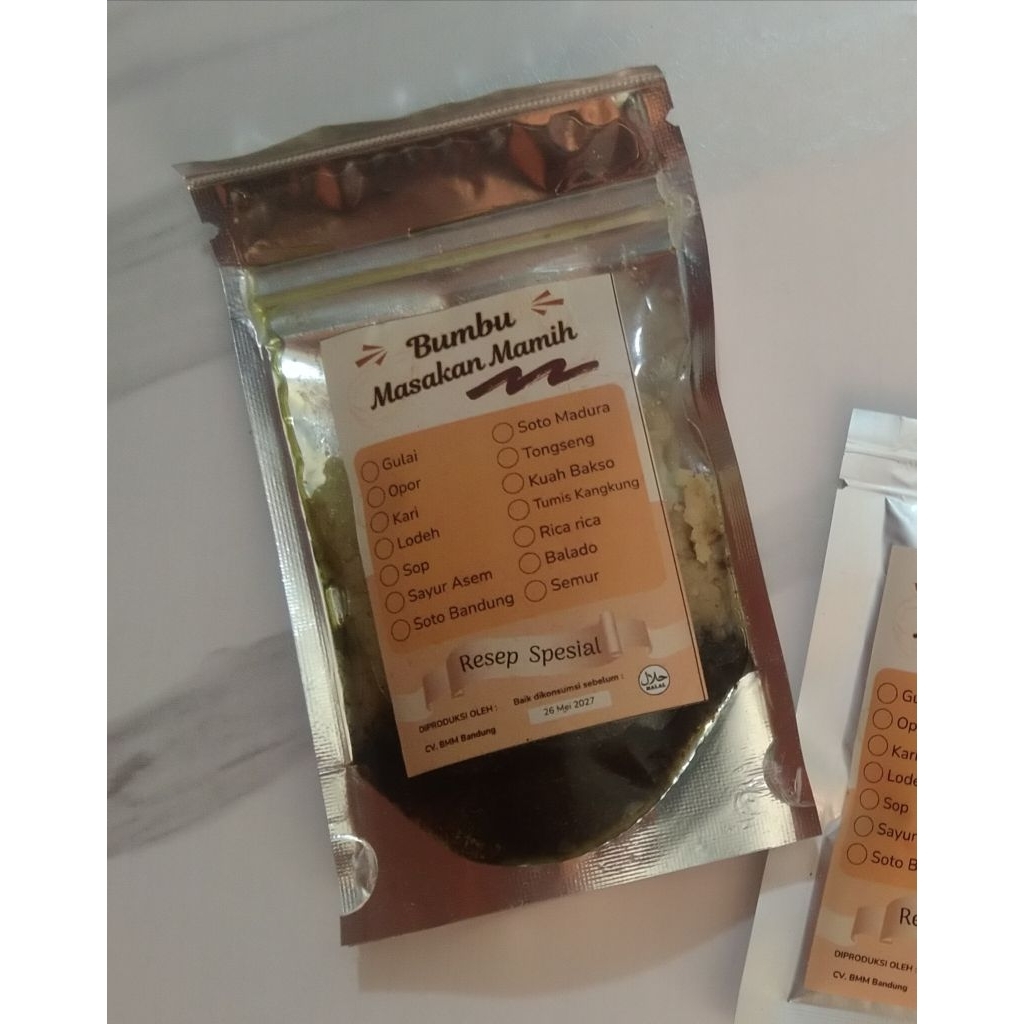 Bumbu
Masakan Mamih
Gulai
Opor
Kari
Lodeh
Sop
Sayur Asem
Soto Bandung
Soto Madura
Tongseng
Kuah Bakso
Tumis Kangkung
Rica rica
Balado
Semur
Resep Spesial
DIPRODUKSI OLEH :
CV. BMM Bandung
Baik dikonsumsi sebelum :
26 Mei 2027
حلال
HALAL
Gu
Op
Kari
Lode
Sop
Sayur
Soto B
Re
DIPRODUKSI OLEH
CV. BMM Bandung